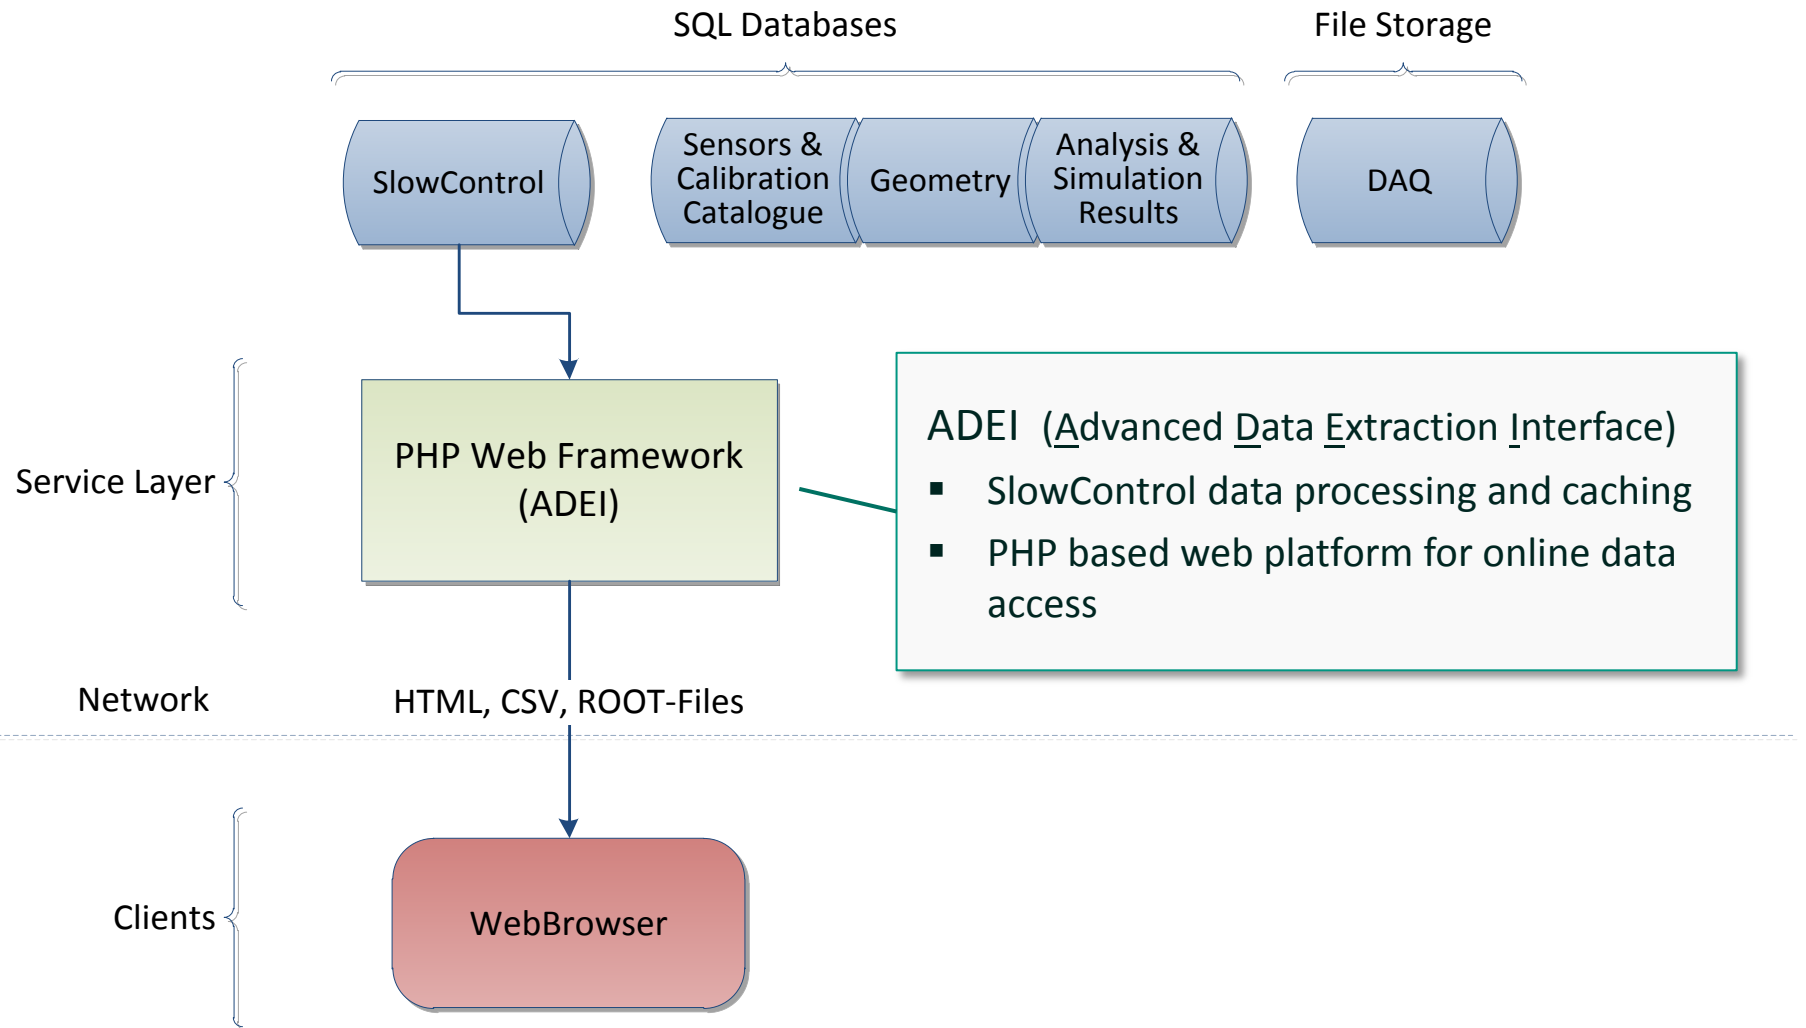 SQL Databases
File Storage
SlowControl
Sensors &
Calibration
Catalogue
Geometry
Analysis &
Simulation
Results
DAQ
Service Layer
PHP Web Framework
(ADEI)
ADEI (Advanced Data Extraction Interface)
▪ SlowControl data processing and caching
▪ PHP based web platform for online data
access
Network
HTML, CSV, ROOT-Files
Clients
WebBrowser